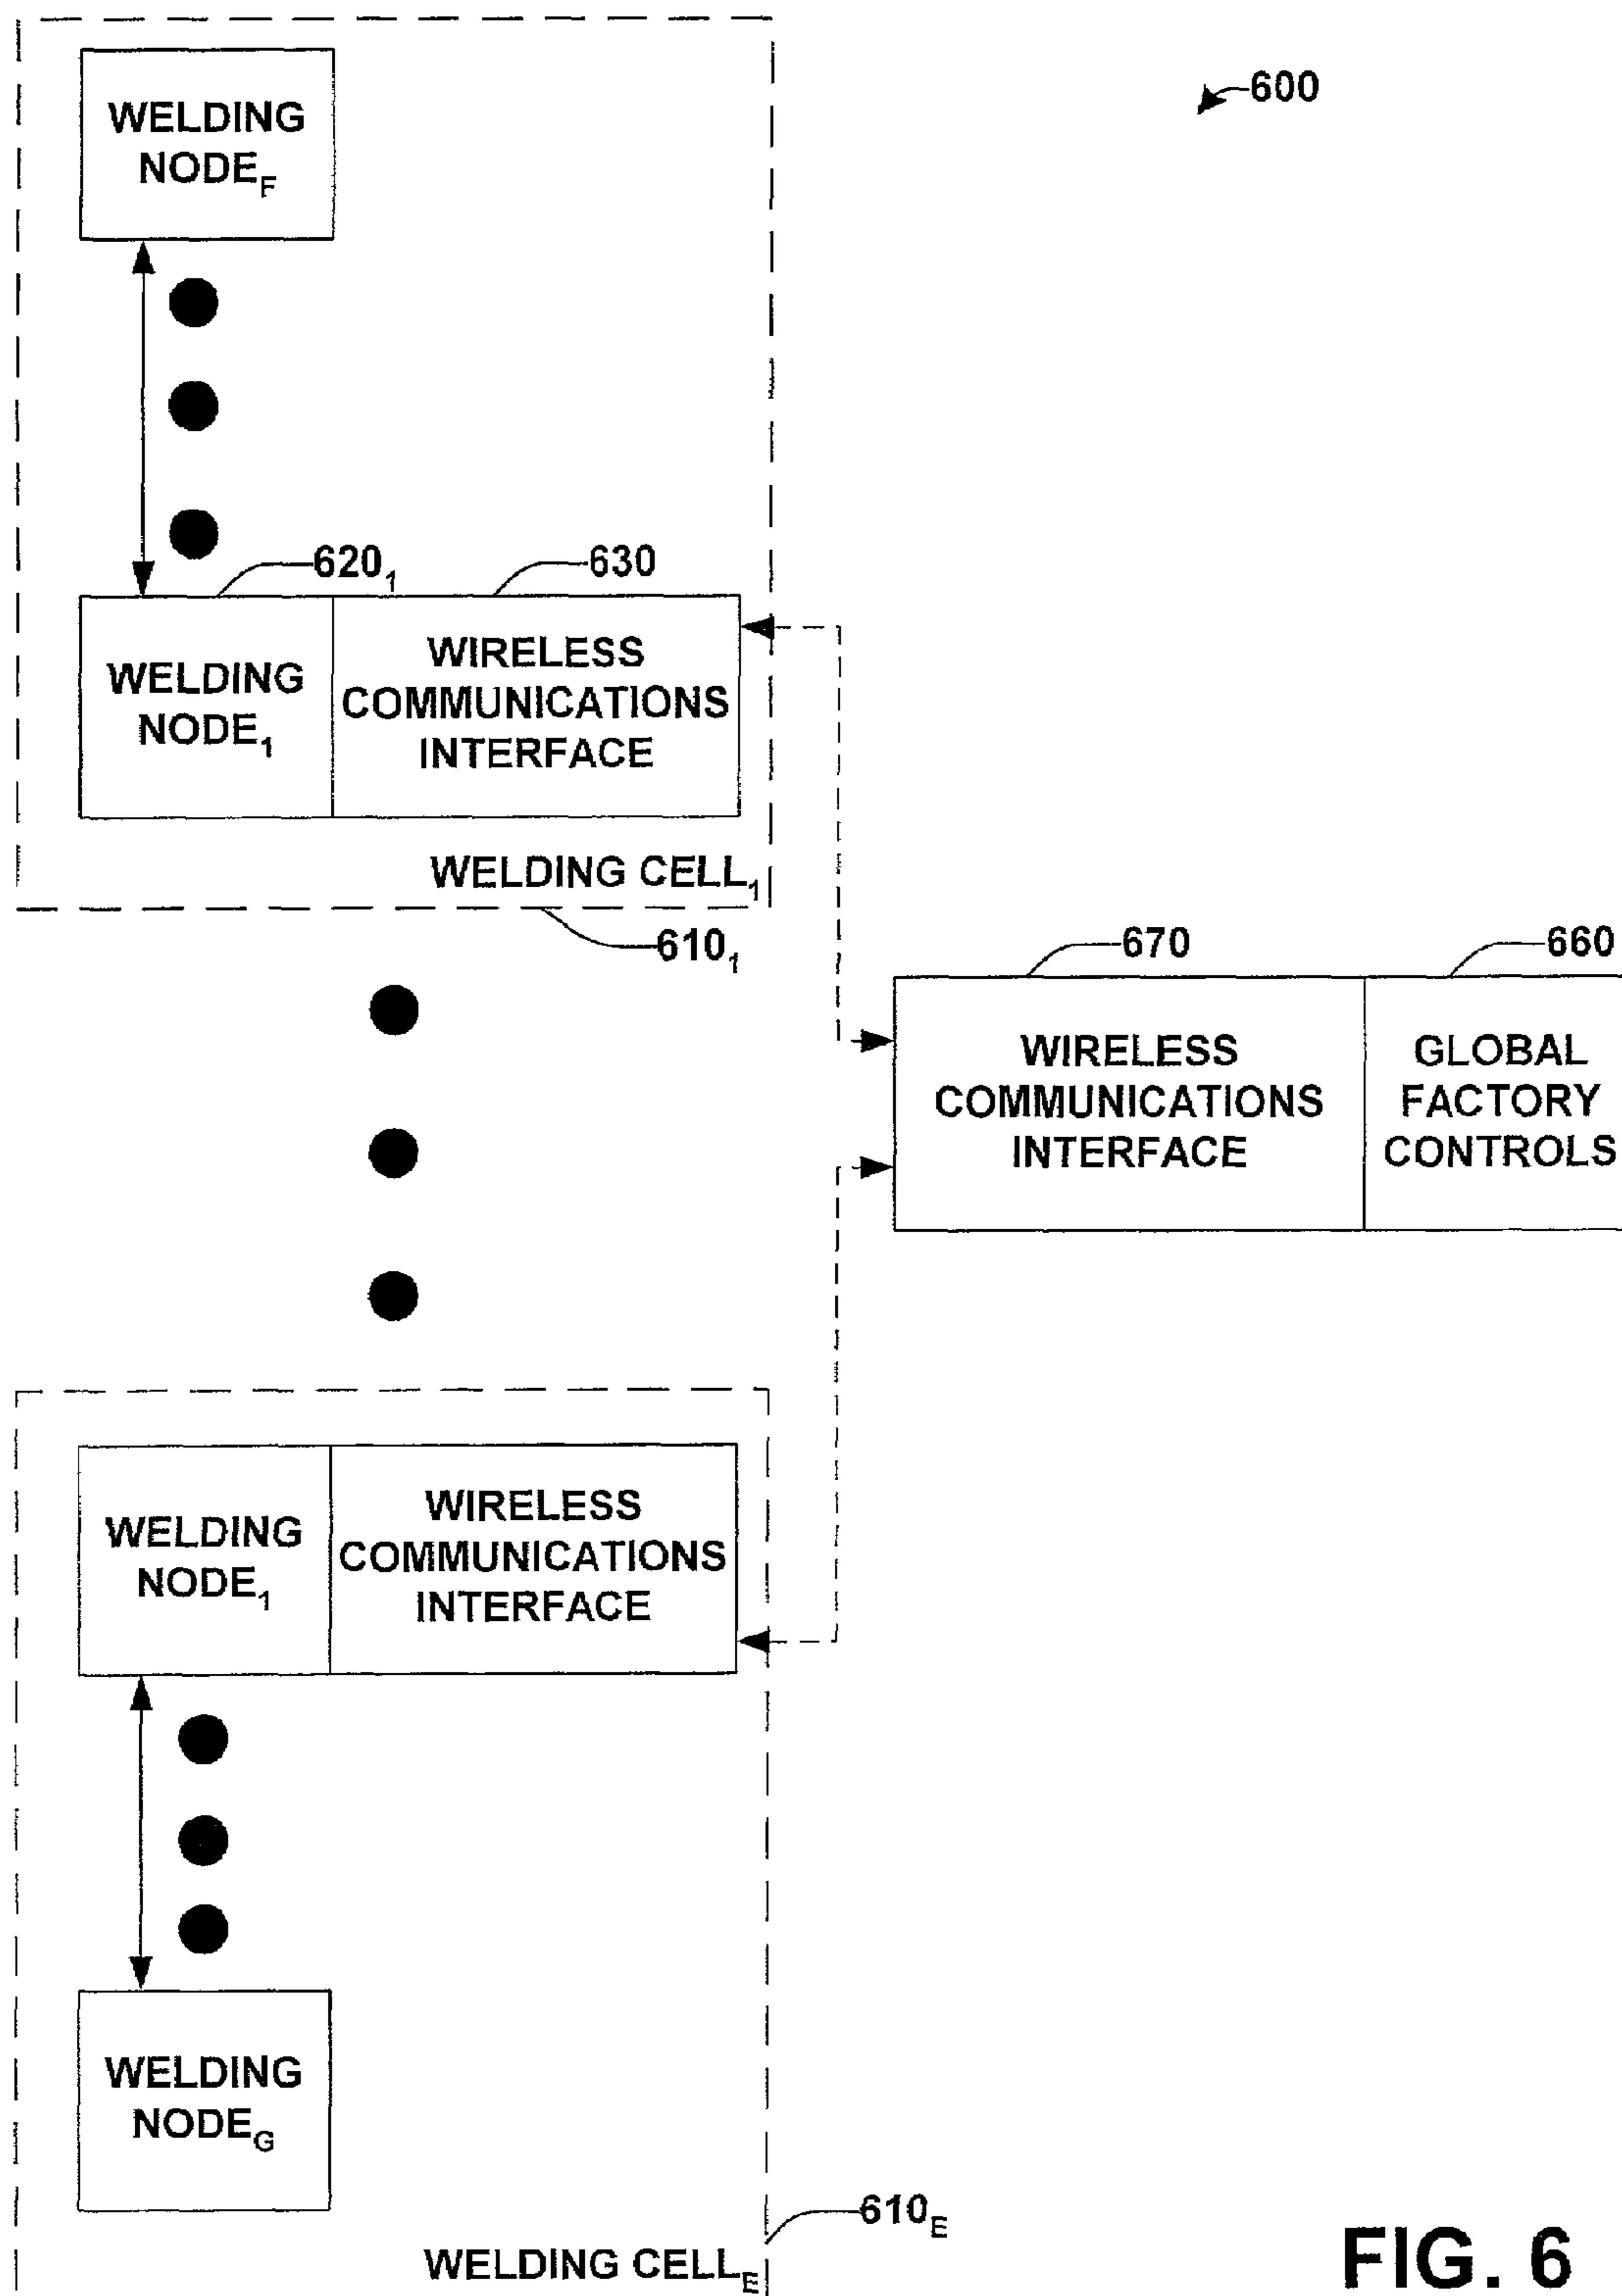 600
WELDING
NODE_F
620_1
630
WELDING
NODE_1
WIRELESS
COMMUNICATIONS
INTERFACE
WELDING CELL_1
610_1
670
660
WIRELESS
COMMUNICATIONS
INTERFACE
GLOBAL
FACTORY
CONTROLS
WELDING
NODE_1
WIRELESS
COMMUNICATIONS
INTERFACE
WELDING
NODE_G
610_E
WELDING CELL_E
FIG. 6